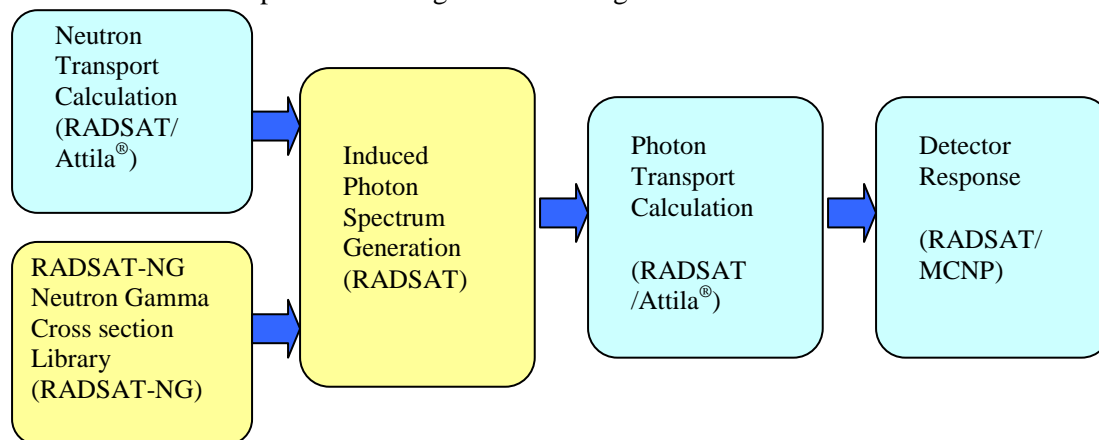 Neutron
Transport
Calculation
(RADSAT/
Attila®)
RADSAT-NG
Neutron Gamma
Cross section
Library
(RADSAT-NG)
Induced
Photon
Spectrum
Generation
(RADSAT)
Photon
Transport
Calculation
(RADSAT
/Attila®)
Detector
Response
(RADSAT/
MCNP)